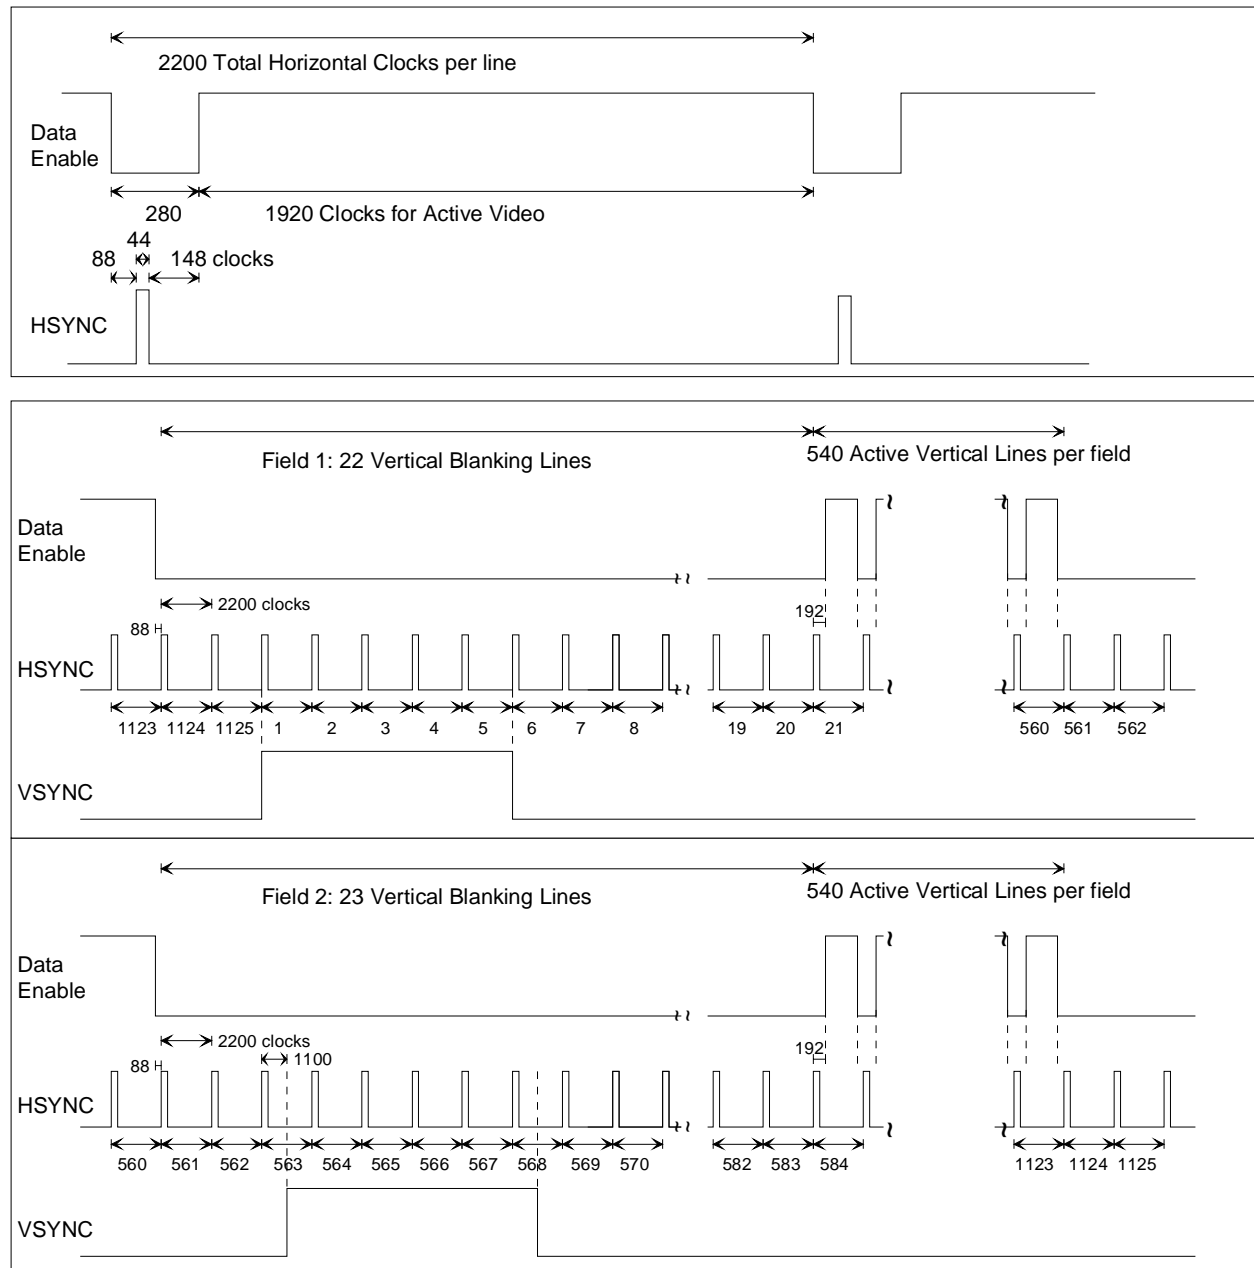 2200 Total Horizontal Clocks per line
Data
Enable
280
1920 Clocks for Active Video
44
88
148 clocks
HSYNC
Field 1: 22 Vertical Blanking Lines
540 Active Vertical Lines per field
Data
Enable
2200 clocks
88
192
HSYNC
1123 1124 1125 1 2 3 4 5 6 7 8 19 20 21 560 561 562
VSYNC
Field 2: 23 Vertical Blanking Lines
540 Active Vertical Lines per field
Data
Enable
2200 clocks
88
1100
192
HSYNC
560 561 562 563 564 565 566 567 568 569 570 582 583 584 1123 1124 1125
VSYNC